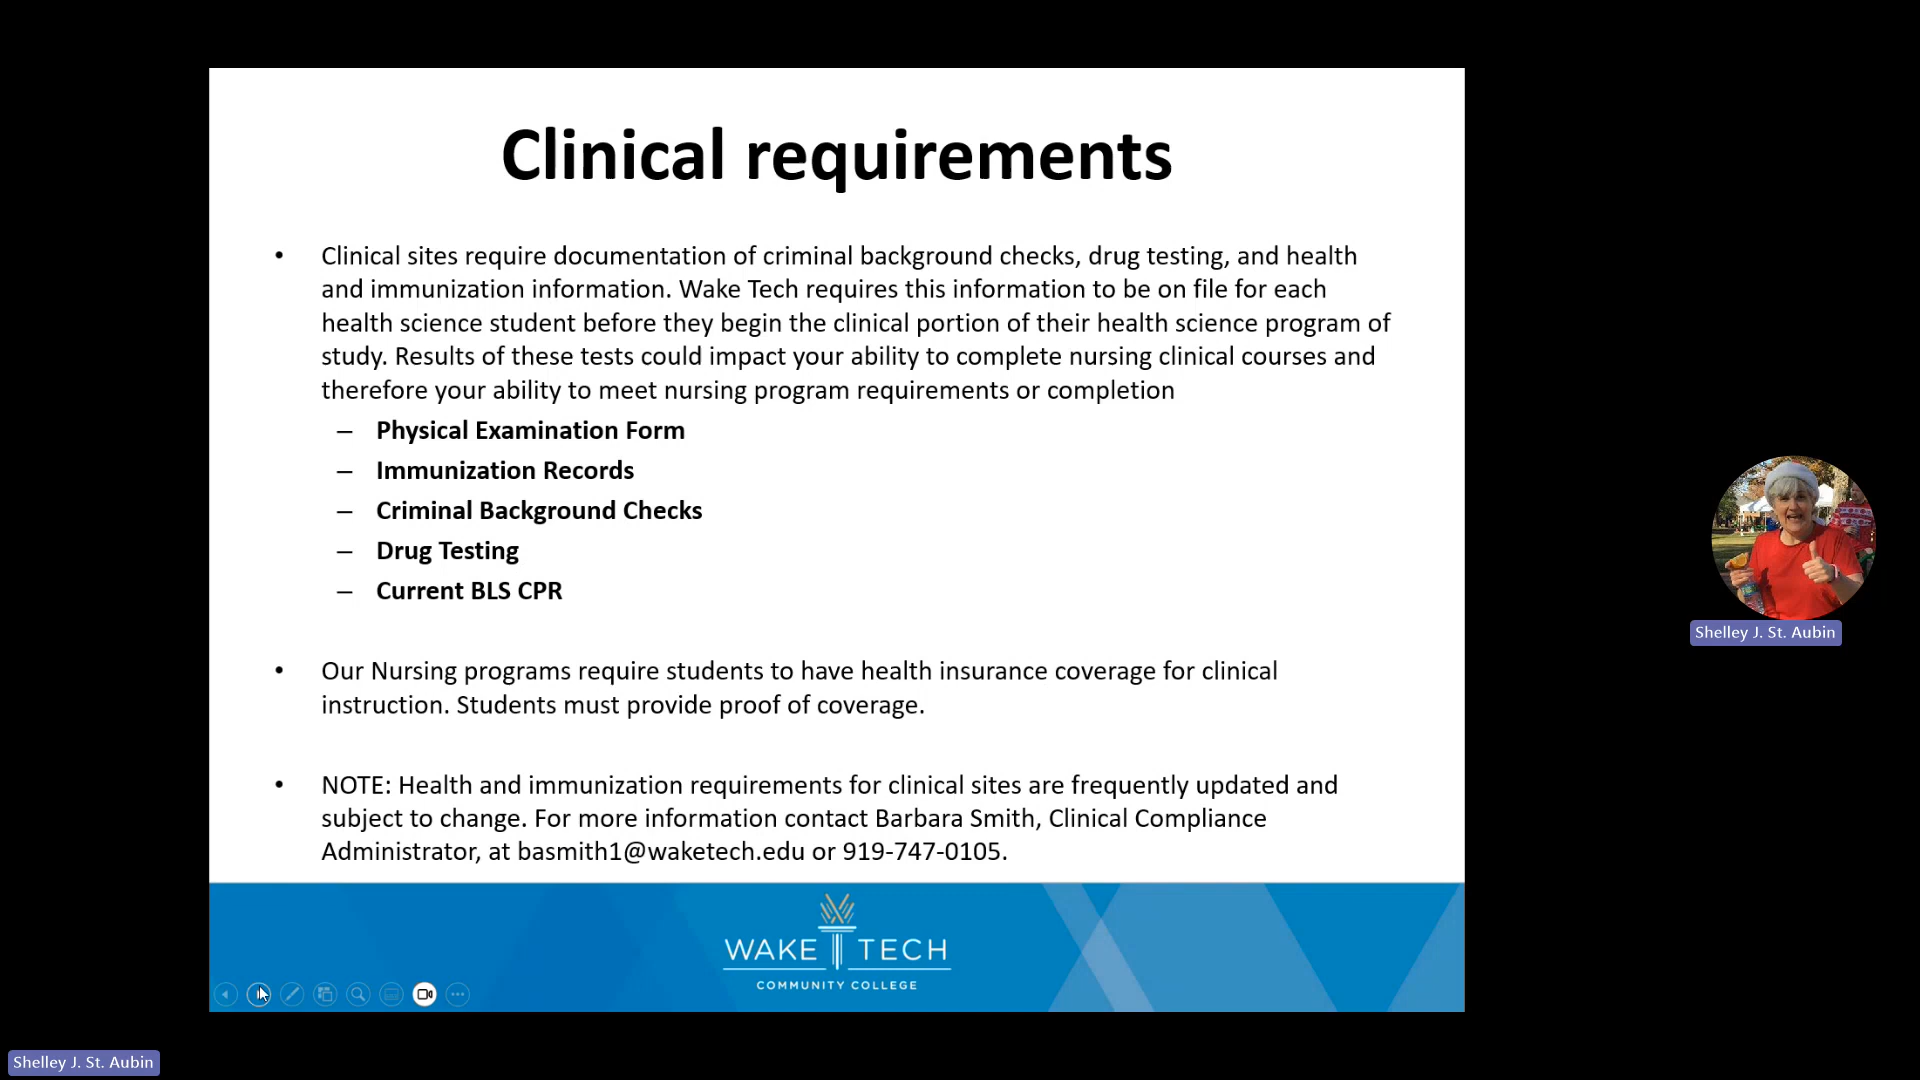 Clinical requirements
• Clinical sites require documentation of criminal background checks, drug testing, and health
and immunization information. Wake Tech requires this information to be on file for each
health science student before they begin the clinical portion of their health science program of
study. Results of these tests could impact your ability to complete nursing clinical courses and
therefore your ability to meet nursing program requirements or completion
– Physical Examination Form
– Immunization Records
– Criminal Background Checks
– Drug Testing
– Current BLS CPR
• Our Nursing programs require students to have health insurance coverage for clinical
instruction. Students must provide proof of coverage.
• NOTE: Health and immunization requirements for clinical sites are frequently updated and
subject to change. For more information contact Barbara Smith, Clinical Compliance
Administrator, at basmith1@waketech.edu or 919-747-0105.
WAKE TECH
COMMUNITY COLLEGE
Shelley J. St. Aubin
Shelley J. St. Aubin